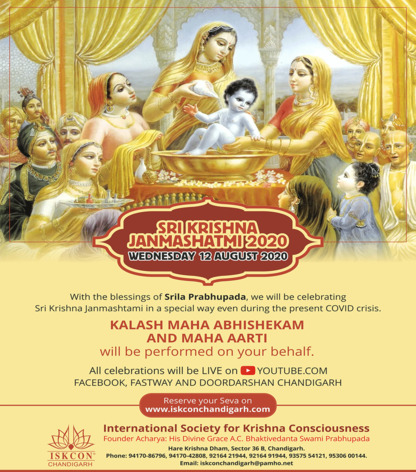 SRI KRISHNA
JANMASHATMI 2020
WEDNESDAY 12 AUGUST 2020
With the blessings of Srila Prabhupada, we will be celebrating
Sri Krishna Janmashtami in a special way even during the present COVID crisis.
KALASH MAHA ABHISHEKAM
AND MAHA AARTI
will be performed on your behalf.
All celebrations will be LIVE on YOUTUBE.COM
FACEBOOK, FASTWAY AND DOORDARSHAN CHANDIGARH
Reserve your Seva on
www.iskconchandigarh.com
ISKCON
CHANDIGARH
International Society for Krishna Consciousness
Founder Acharya: His Divine Grace A.C. Bhaktivedanta Swami Prabhupada
Hare Krishna Dham, Sector 36 B, Chandigarh.
Phone: 94170-86796, 94170-42808, 92164 21944, 92164 91944, 93575 54121, 95306 00144.
Email: iskconchandigarh@pamho.net